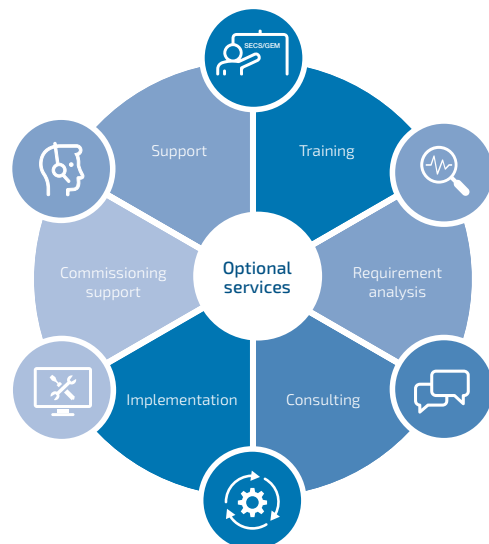 SECS/GEM
Support
Training
Commissioning
support
Optional
services
Requirement
analysis
Implementation
Consulting